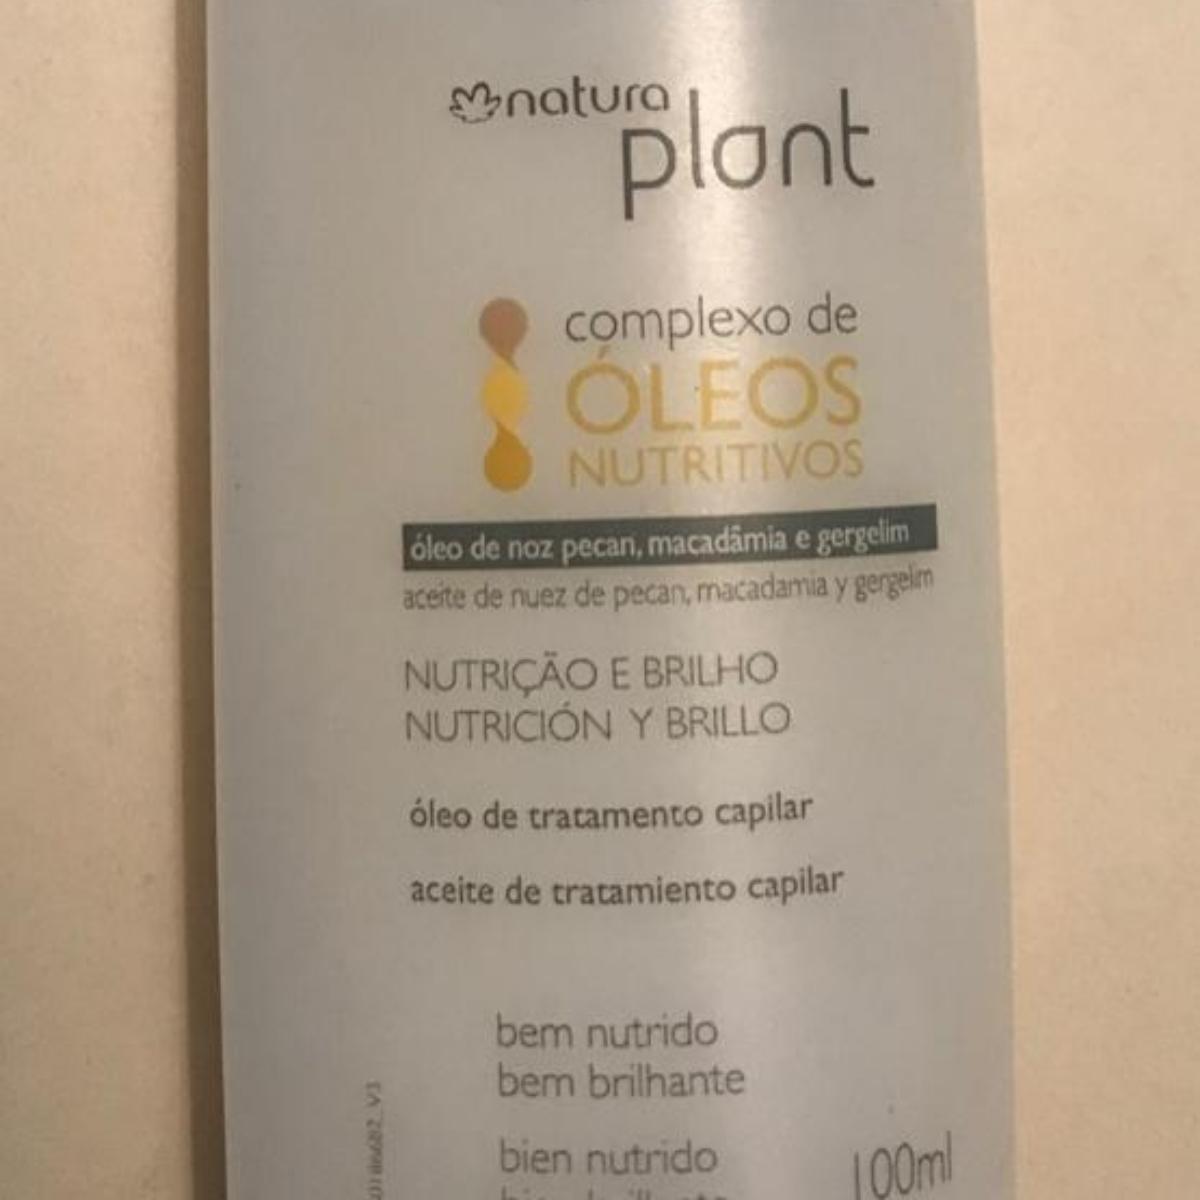 natura
plant
complexo de
ÓLEOS
NUTRITIVOS
óleo de noz pecan, macadâmia e gergelim
aceite de nuez de pecan, macadamia y gergelim
NUTRIÇÃO E BRILHO
NUTRICIÓN Y BRILLO
óleo de tratamento capilar
aceite de tratamiento capilar
bem nutrido
bem brilhante
bien nutrido
100ml